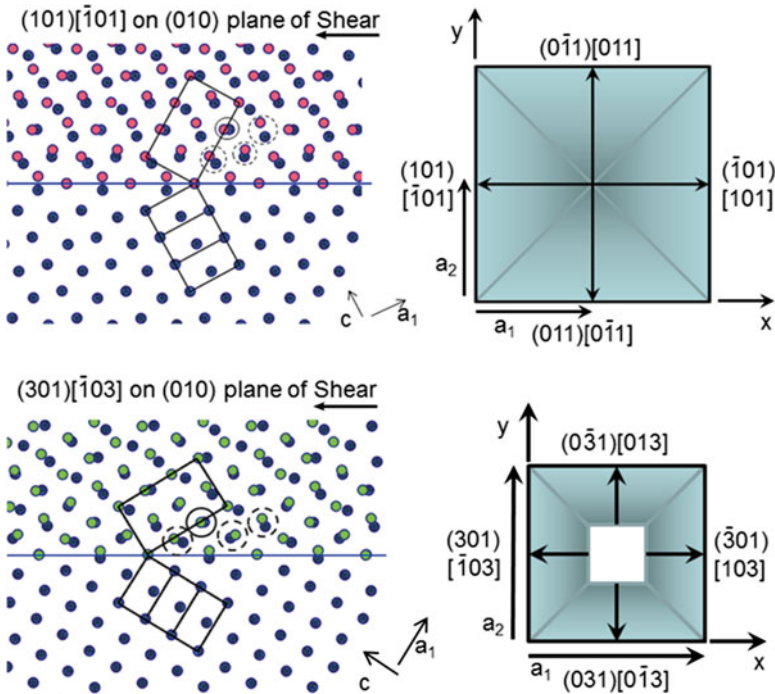 (101)[1̄01] on (010) plane of Shear
c
a₁
y
(01̄1)[011]
(101)
[1̄01]
(1̄01)
[101]
a₂
a₁
(011)[01̄1]
x
(301)[1̄03] on (010) plane of Shear
c
a₁
y
(03̄1)[013]
(301)
[1̄03]
(3̄01)
[103]
a₂
a₁
x
(031)[01̄3]